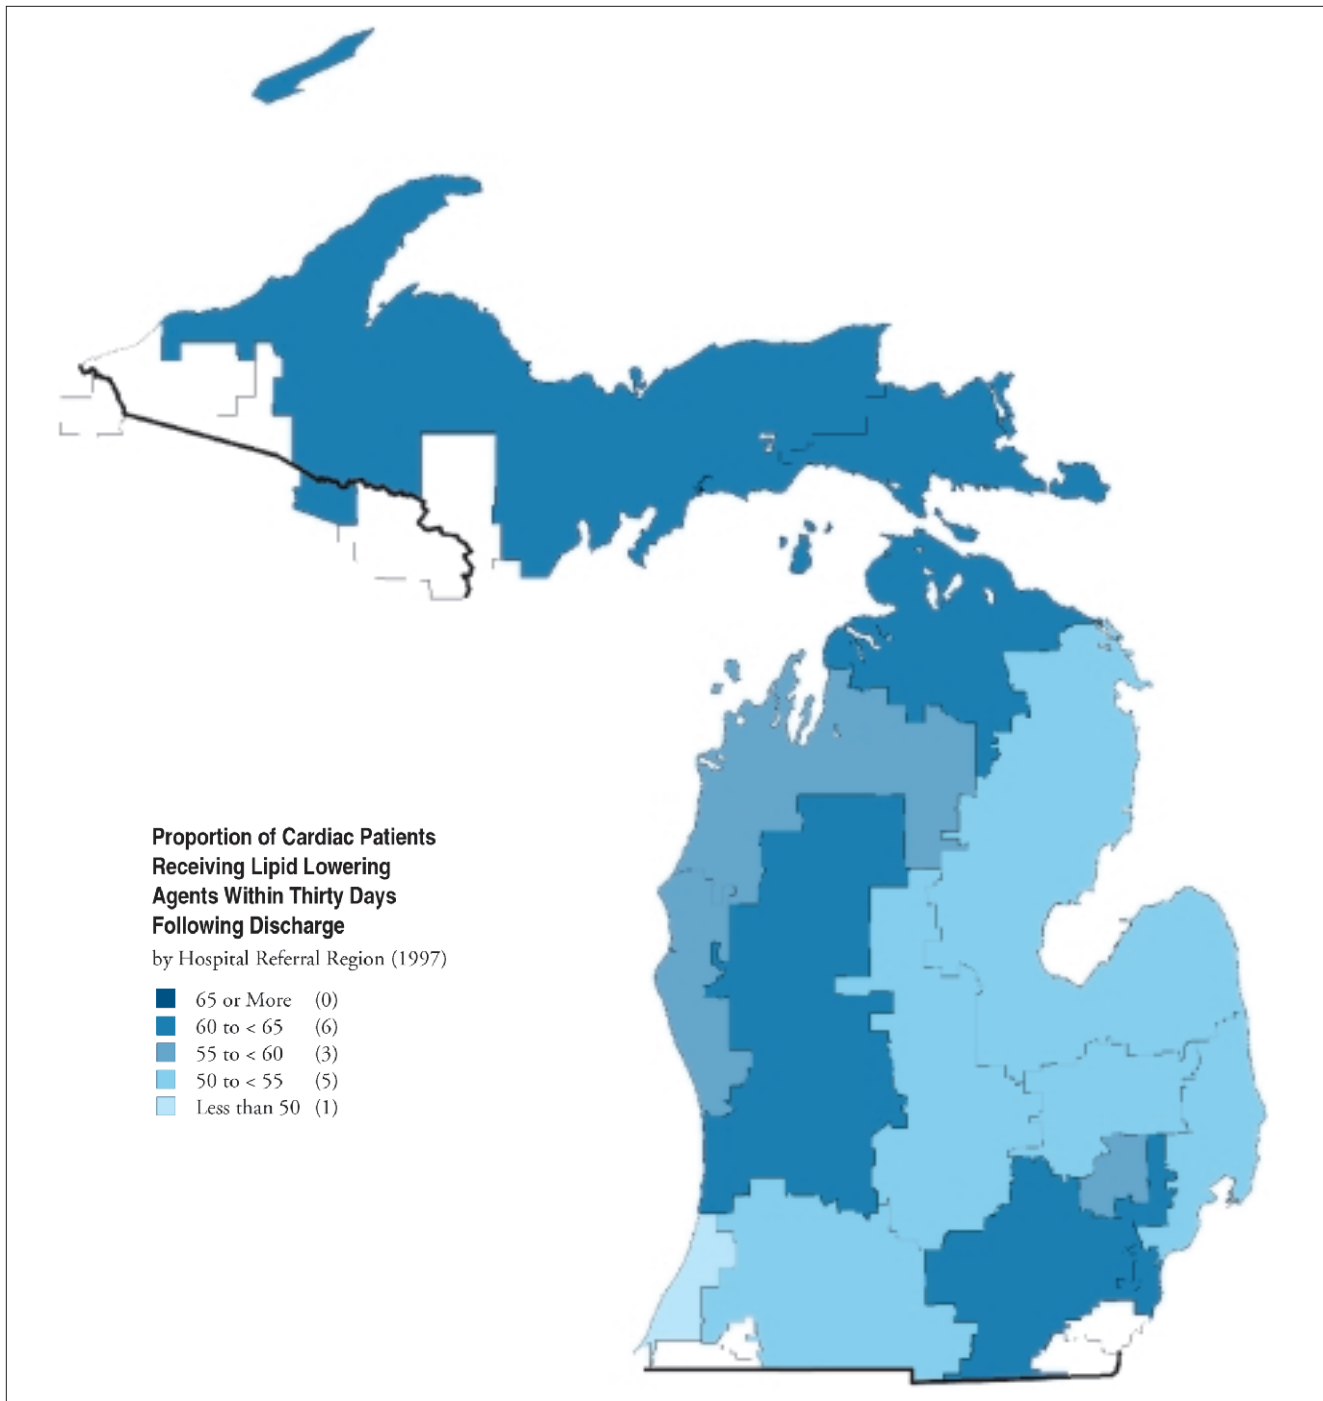 Proportion of Cardiac Patients
Receiving Lipid Lowering
Agents Within Thirty Days
Following Discharge
by Hospital Referral Region (1997)
65 or More (0)
60 to < 65 (6)
55 to < 60 (3)
50 to < 55 (5)
Less than 50 (1)